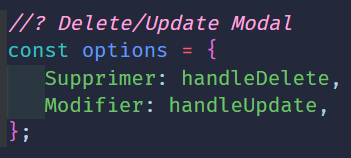 //? Delete/Update Modal
const options = {
Supprimer: handleDelete,
Modifier: handleUpdate,
};